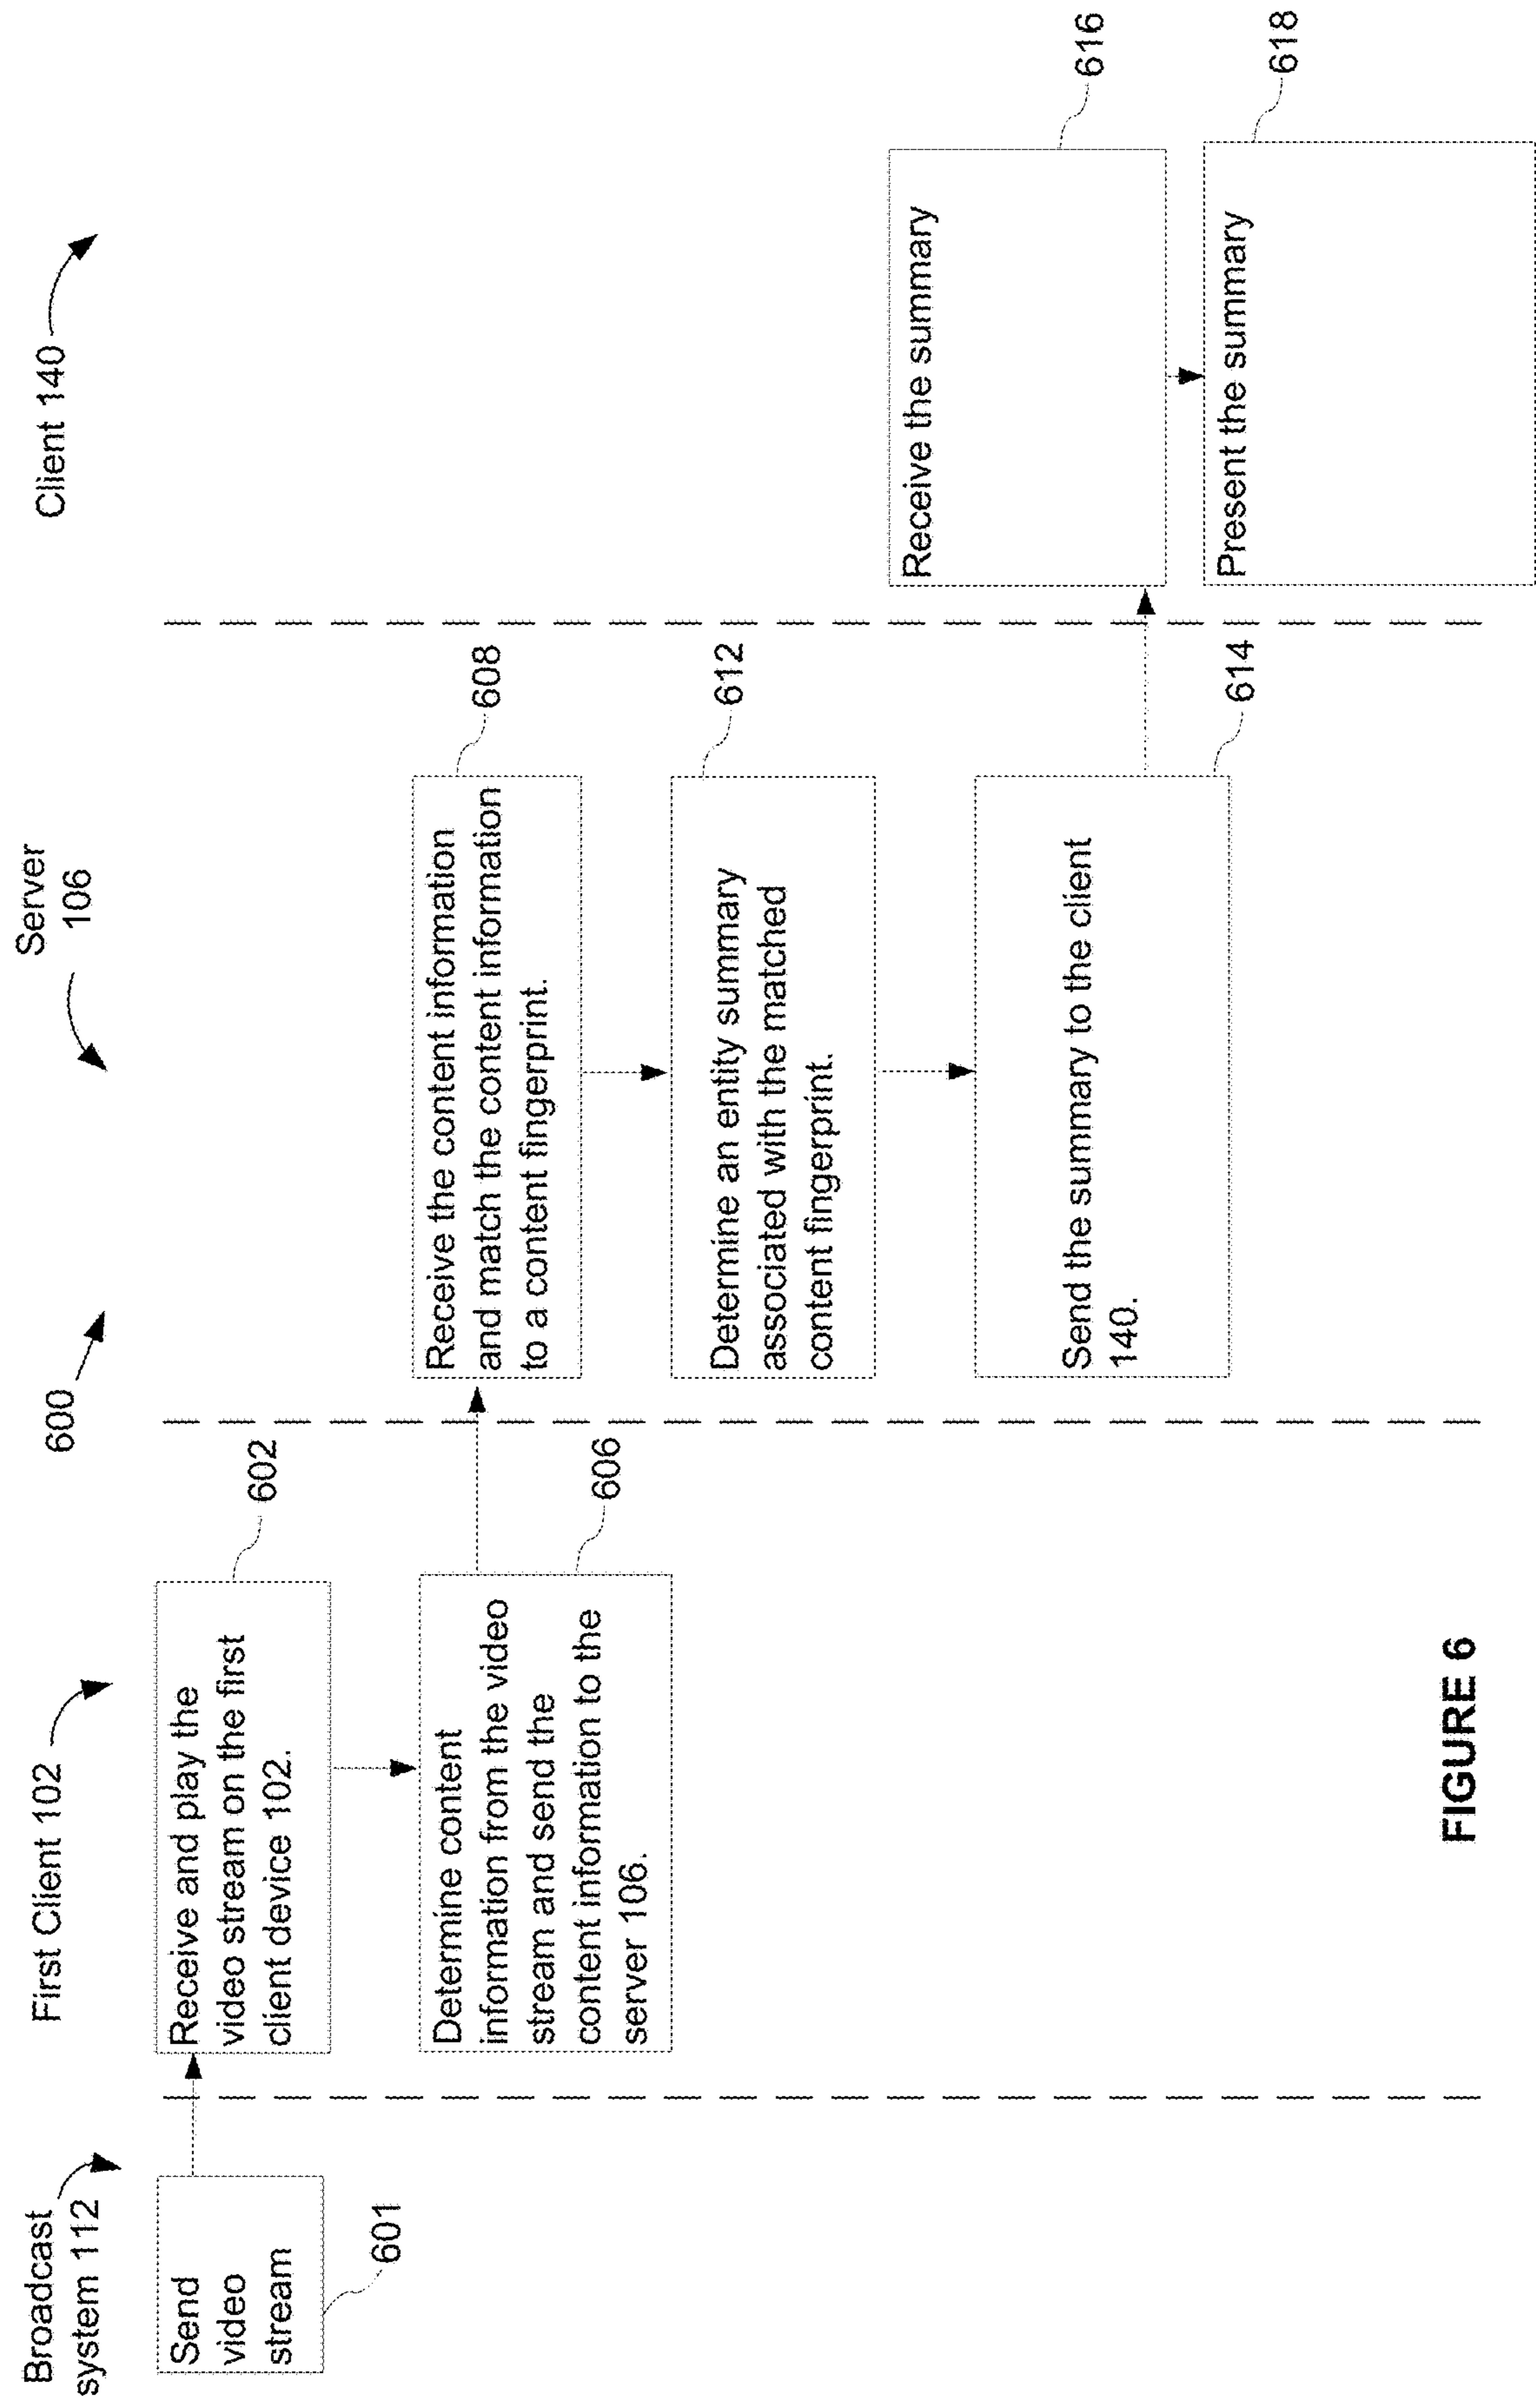 Broadcast
system 112
First Client 102
600
Server
106
Client 140
Send
video
stream
601
Receive and play the
video stream on the first
client device 102.
602
Determine content
information from the video
stream and send the
content information to the
server 106.
606
Receive the content information
and match the content information
to a content fingerprint.
608
Determine an entity summary
associated with the matched
content fingerprint.
612
Send the summary to the client
140.
614
Receive the summary
616
Present the summary
618
FIGURE 6